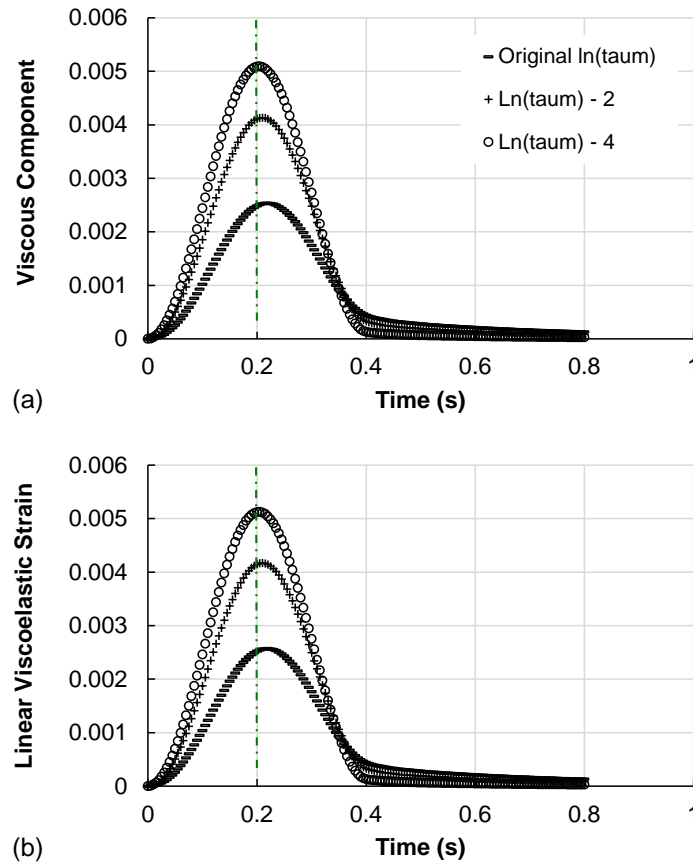 0.006
0.005
0.004
0.003
0.002
0.001
0
Viscous Component
Original ln(taum)
Ln(taum) - 2
Ln(taum) - 4
0 0.2 0.4 0.6 0.8 1
Time (s)
(a)
0.006
0.005
0.004
0.003
0.002
0.001
0
Linear Viscoelastic Strain
0 0.2 0.4 0.6 0.8 1
Time (s)
(b)